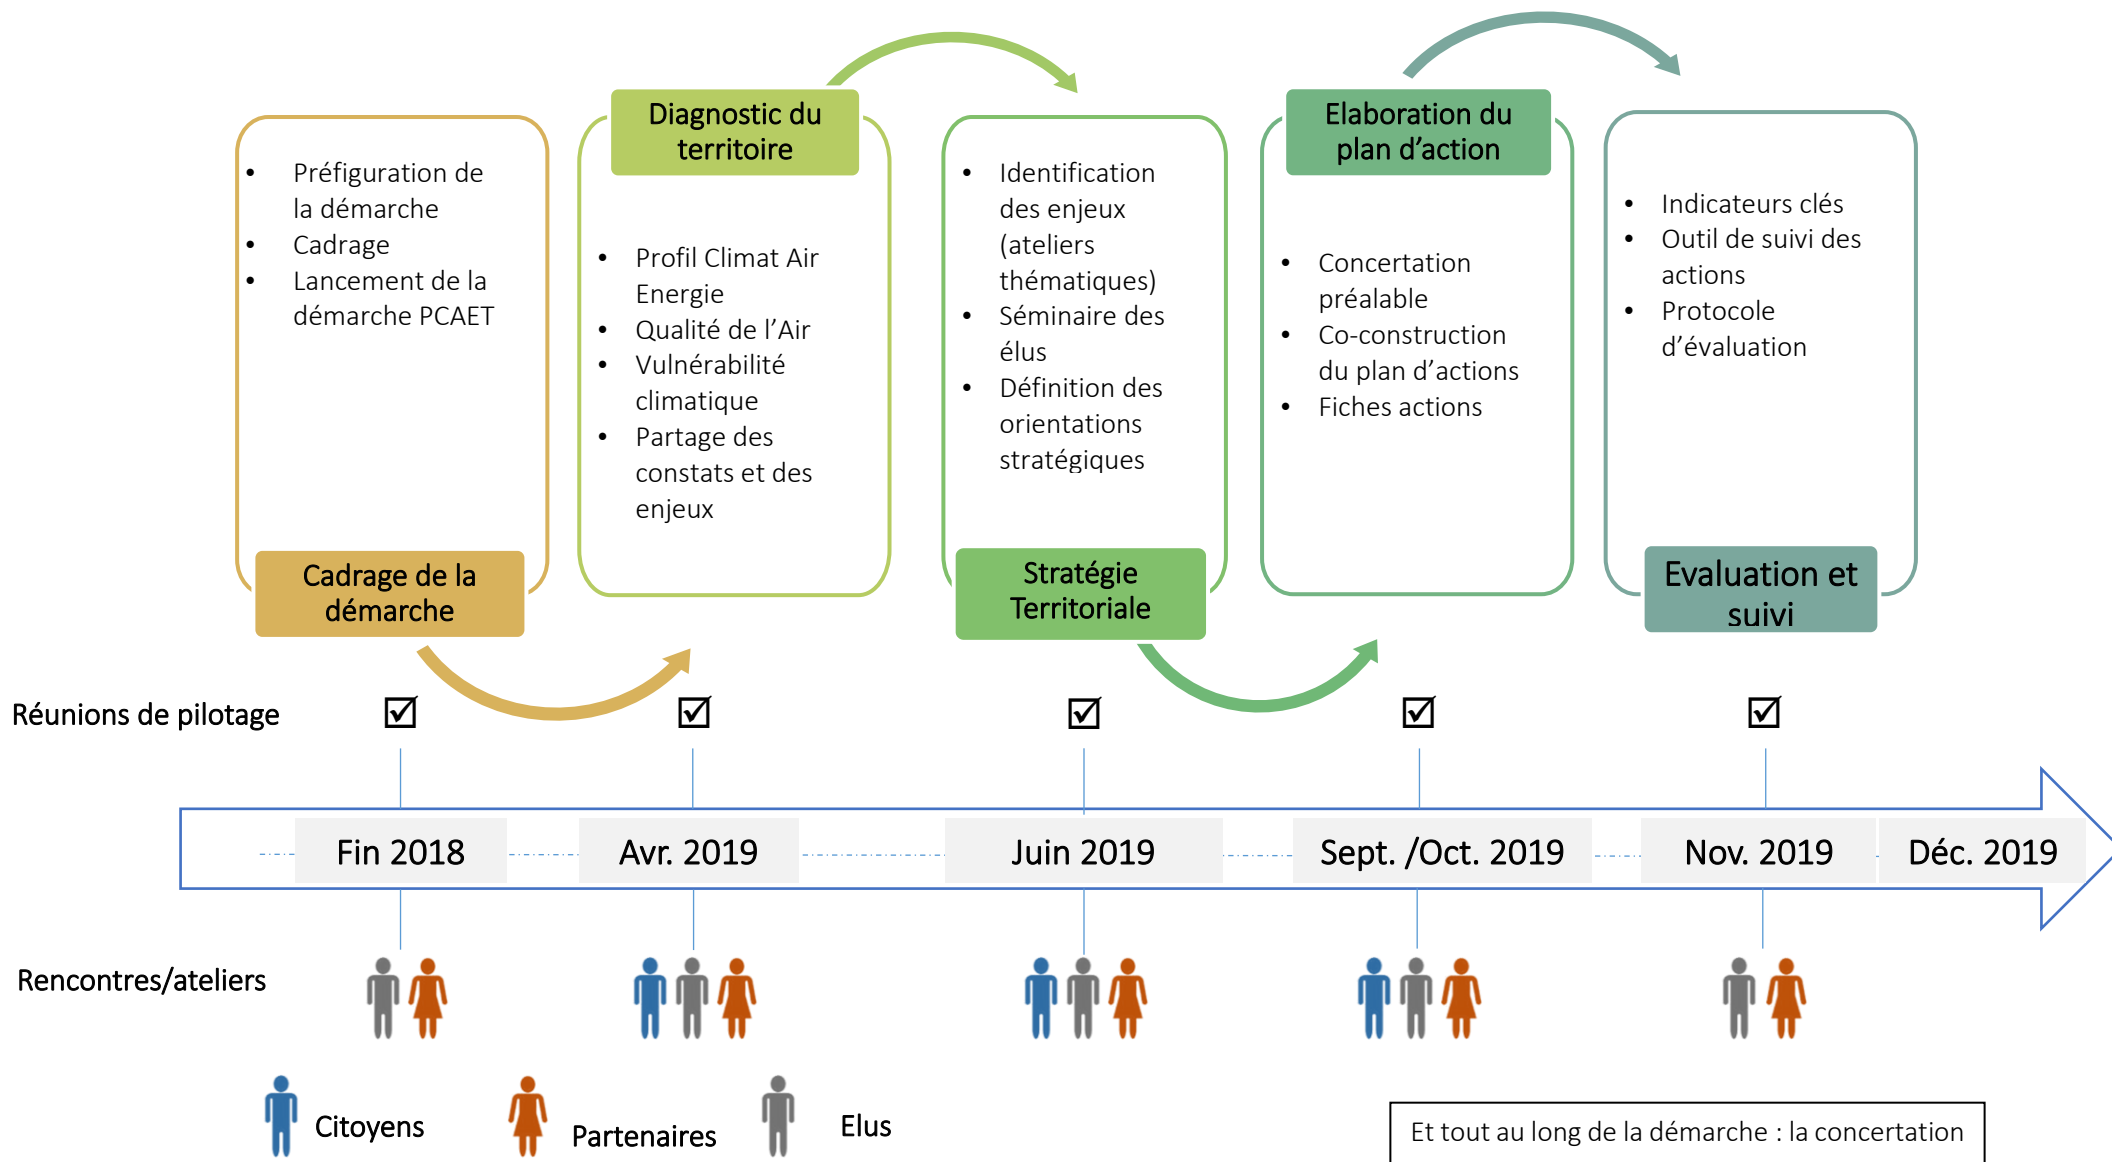 • Préfiguration de
la démarche
• Cadrage
• Lancement de la
démarche PCAET
Cadrage de la
démarche
Diagnostic du
territoire
• Profil Climat Air
Energie
• Qualité de l’Air
• Vulnérabilité
climatique
• Partage des
constats et des
enjeux
• Identification
des enjeux
(ateliers
thématiques)
• Séminaire des
élus
• Définition des
orientations
stratégiques
Stratégie
Territoriale
Elaboration du
plan d’action
• Concertation
préalable
• Co-construction
du plan d’actions
• Fiches actions
• Indicateurs clés
• Outil de suivi des
actions
• Protocole
d’évaluation
Evaluation et
suivi
Réunions de pilotage
Fin 2018
Avr. 2019
Juin 2019
Sept. /Oct. 2019
Nov. 2019
Déc. 2019
Rencontres/ateliers
Citoyens
Partenaires
Elus
Et tout au long de la démarche : la concertation